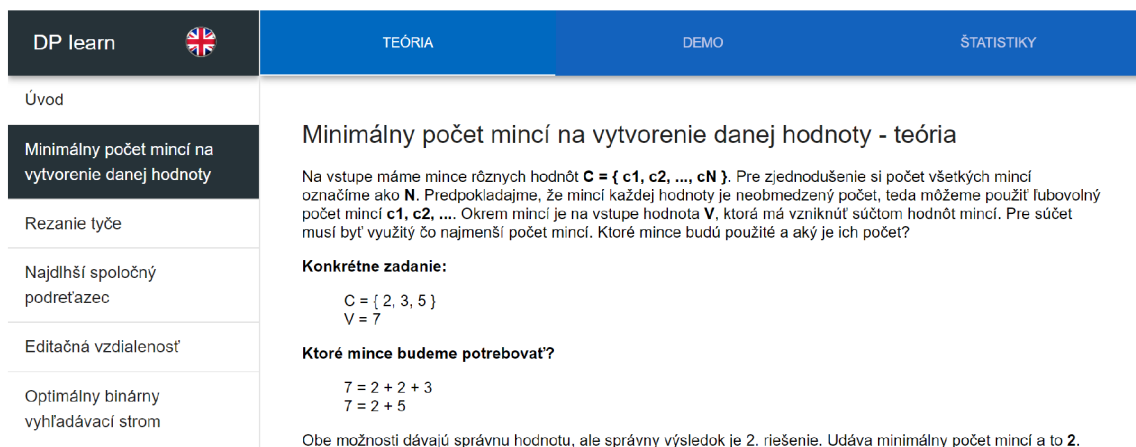 DP learn
TEÓRIA
DEMO
ŠTATISTIKY
Úvod
Minimálny počet mincí na
vytvorenie danej hodnoty
Rezanie tyče
Najdlhší spoločný
podreťazec
Editačná vzdialenosť
Optimálny binárny
vyhľadávací strom
Minimálny počet mincí na vytvorenie danej hodnoty - teória
Na vstupe máme mince rôznych hodnôt C = { c1, c2, ..., cN }. Pre zjednodušenie si počet všetkých mincí
označíme ako N. Predpokladajme, že mincí každej hodnoty je neobmedzený počet, teda môžeme použiť ľubovolný
počet mincí c1, c2, .... Okrem mincí je na vstupe hodnota V, ktorá má vzniknúť súčtom hodnôt mincí. Pre súčet
musí byť využitý čo najmenší počet mincí. Ktoré mince budú použité a aký je ich počet?
Konkrétne zadanie:
C = { 2, 3, 5 }
V = 7
Ktoré mince budeme potrebovať?
7 = 2 + 2 + 3
7 = 2 + 5
Obe možnosti dávajú správnu hodnotu, ale správny výsledok je 2. riešenie. Udáva minimálny počet mincí a to 2.